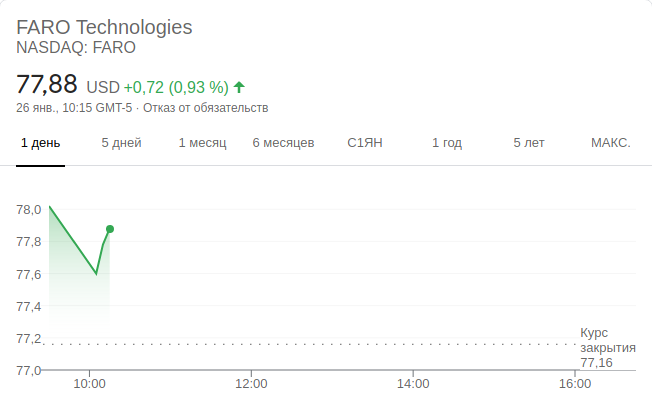 FARO Technologies
NASDAQ: FARO
77,88 USD +0,72 (0,93 %)
26 янв., 10:15 GMT-5 · Отказ от обязательств
1 день 5 дней 1 месяц 6 месяцев С1ЯН 1 год 5 лет МАКС.
78,0
77,8
77,6
77,4
77,2
77,0
Курс
закрытия
77,16
10:00 12:00 14:00 16:00